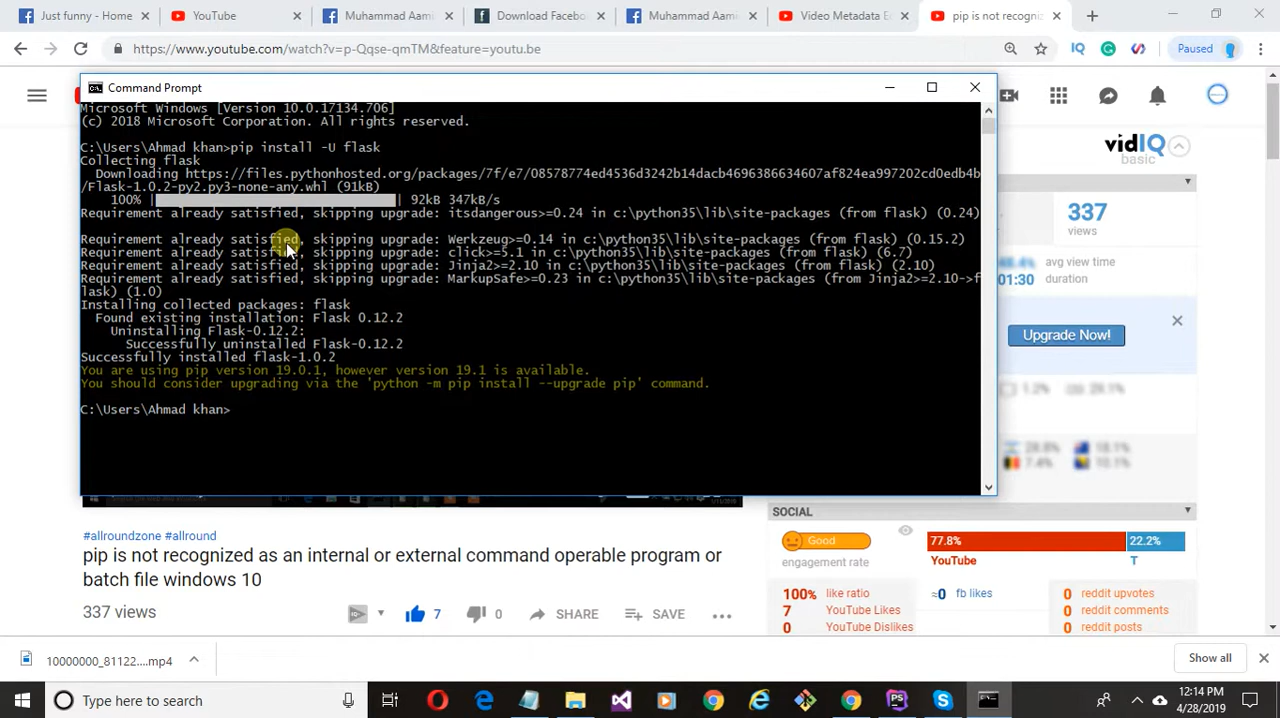 Just funny - Home
YouTube
Muhammad Aami
Download Facebo
Muhammad Aami
Video Metadata Ed
pip is not recogniz
https://www.youtube.com/watch?v=p-Qqse-qmTM&feature=youtu.be
Paused
Command Prompt
Microsoft Windows [Version 10.0.17134.706]
(c) 2018 Microsoft Corporation. All rights reserved.
C:\Users\Ahmad khan>pip install -U flask
Collecting flask
Downloading https://files.pythonhosted.org/packages/7f/e7/08578774ed4536d3242b14dacb4696386634607af824ea997202cd0edb4b
/Flask-1.0.2-py2.py3-none-any.whl (91kB)
100% | | 92kB 347kB/s
Requirement already satisfied, skipping upgrade: itsdangerous>=0.24 in c:\python35\lib\site-packages (from flask) (0.24)
Requirement already satisfied, skipping upgrade: Werkzeug>=0.14 in c:\python35\lib\site-packages (from flask) (0.15.2)
Requirement already satisfied, skipping upgrade: click>=5.1 in c:\python35\lib\site-packages (from flask) (6.7)
Requirement already satisfied, skipping upgrade: Jinja2>=2.10 in c:\python35\lib\site-packages (from flask) (2.10)
Requirement already satisfied, skipping upgrade: MarkupSafe>=0.23 in c:\python35\lib\site-packages (from Jinja2>=2.10->f
lask) (1.0)
Installing collected packages: flask
Found existing installation: Flask 0.12.2
Uninstalling Flask-0.12.2:
Successfully uninstalled Flask-0.12.2
Successfully installed flask-1.0.2
You are using pip version 19.0.1, however version 19.1 is available.
You should consider upgrading via the 'python -m pip install --upgrade pip' command.
C:\Users\Ahmad khan>
vidIQ
basic
337
views
avg view time
01:30 duration
Upgrade Now!
28.8% 18.1%
7.4% 10.1%
SOCIAL
Good
engagement rate
77.8% 22.2%
YouTube T
100% like ratio
7 YouTube Likes
0 YouTube Dislikes
≈0 fb likes
0 reddit upvotes
0 reddit comments
0 reddit posts
#allroundzone #allround
pip is not recognized as an internal or external command operable program or
batch file windows 10
337 views
7
0
SHARE
SAVE
10000000_81122....mp4
Show all
Type here to search
12:14 PM
4/28/2019